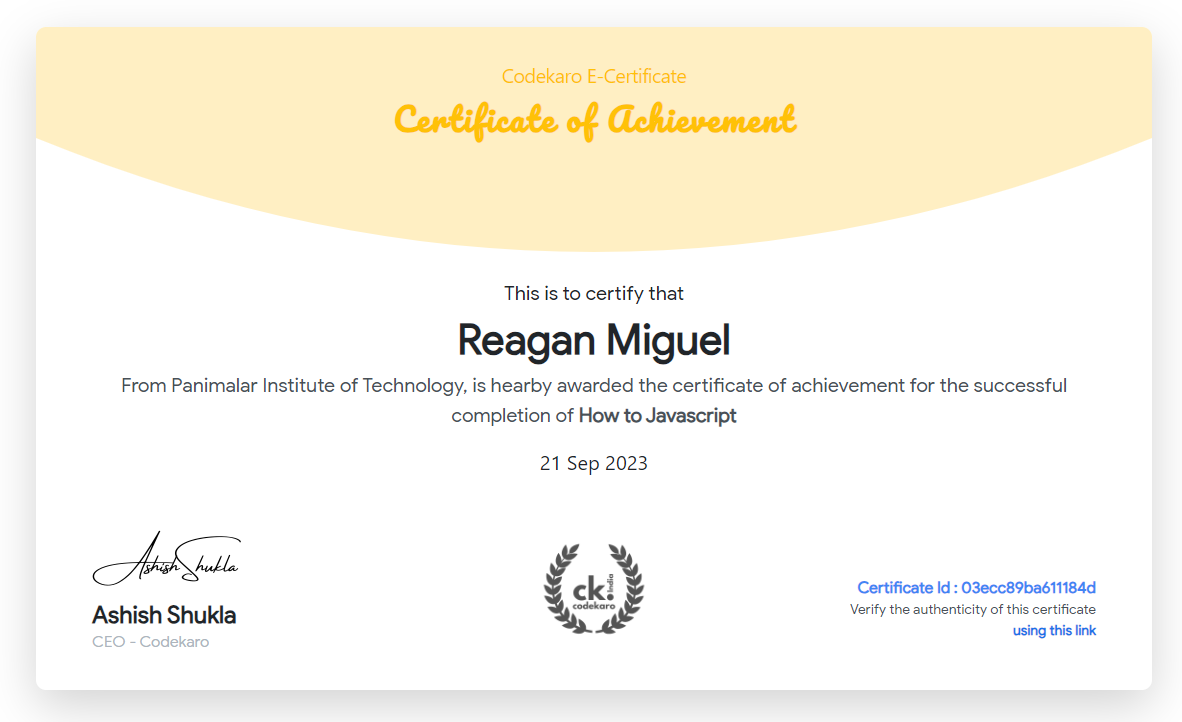 Codekaro E-Certificate
Certificate of Achievement
This is to certify that
Reagan Miguel
From Panimalar Institute of Technology, is hearby awarded the certificate of achievement for the successful
completion of How to Javascript
21 Sep 2023
Ashish Shukla
Ashish Shukla
CEO - Codekaro
ck.
India
codekaro
Certificate Id : 03ecc89ba611184d
Verify the authenticity of this certificate
using this link